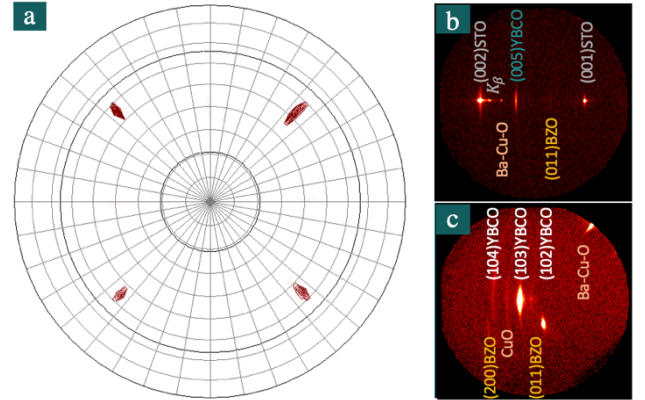 a
b
(002)STO
Kβ
(005)YBCO
(001)STO
Ba-Cu-O
(011)BZO
c
(104)YBCO
(103)YBCO
(102)YBCO
Ba-Cu-O
(200)BZO
CuO
(011)BZO